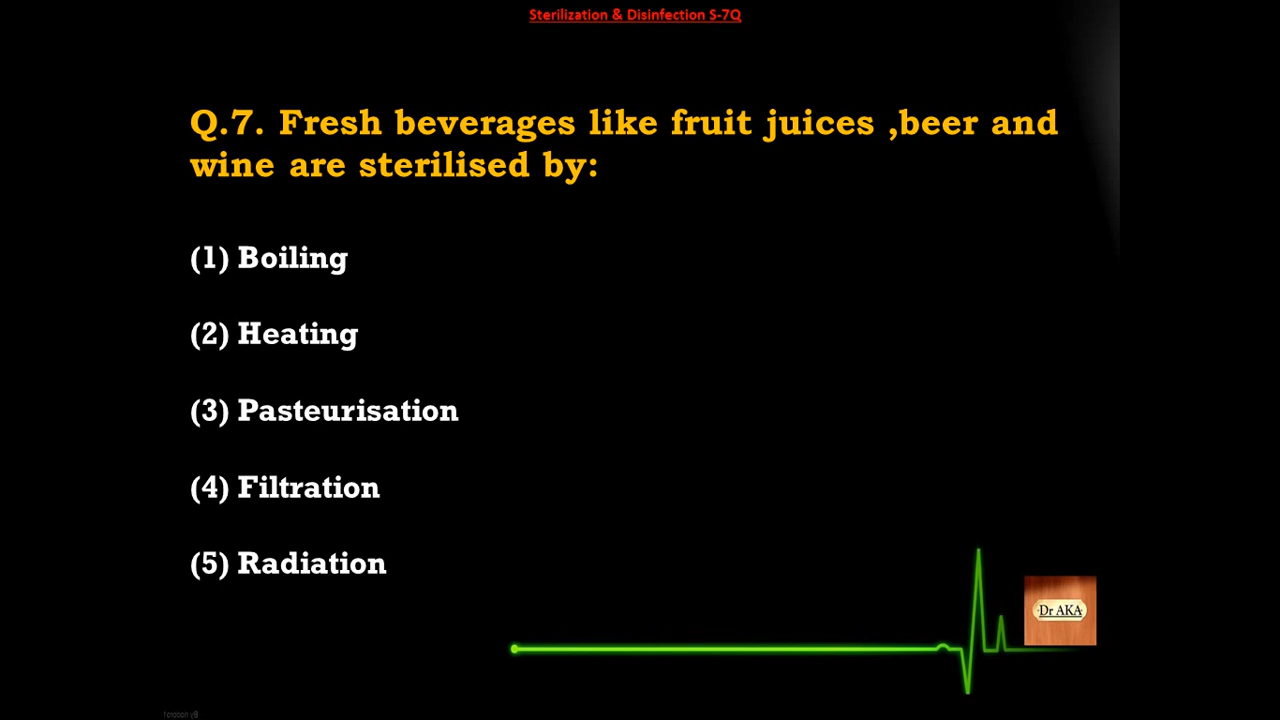 Sterilization & Disinfection S-7Q
Q.7. Fresh beverages like fruit juices ,beer and
wine are sterilised by:
(1) Boiling
(2) Heating
(3) Pasteurisation
(4) Filtration
(5) Radiation
Dr AKA